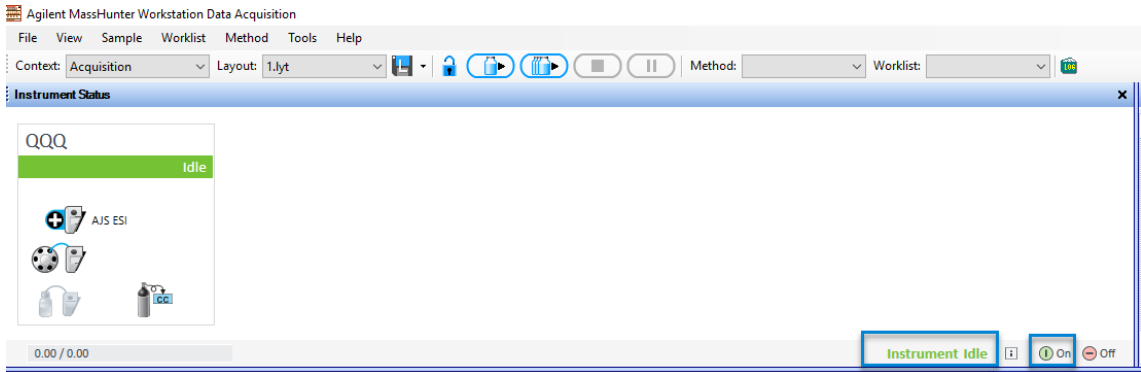 Agilent MassHunter Workstation Data Acquisition
File View Sample Worklist Method Tools Help
Context: Acquisition Layout: 1.lyt L Method: Worklist: LOG
Instrument Status
QQQ
Idle
AJS ESI
CC
0.00 / 0.00 Instrument Idle i On Off